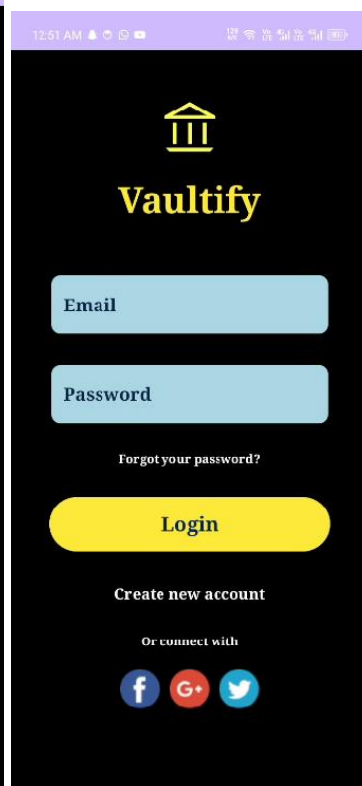 12:51 AM
Vaultify
Email
Password
Forgot your password?
Login
Create new account
Or connect with
f G+